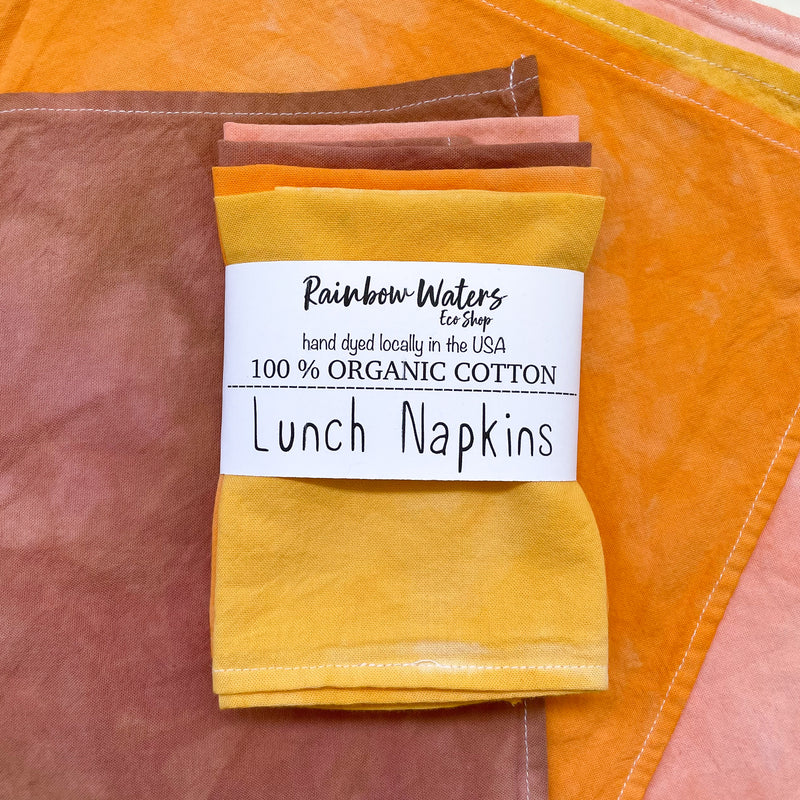 Rainbow Waters
Eco Shop
hand dyed locally in the USA
100 % ORGANIC COTTON
Lunch Napkins